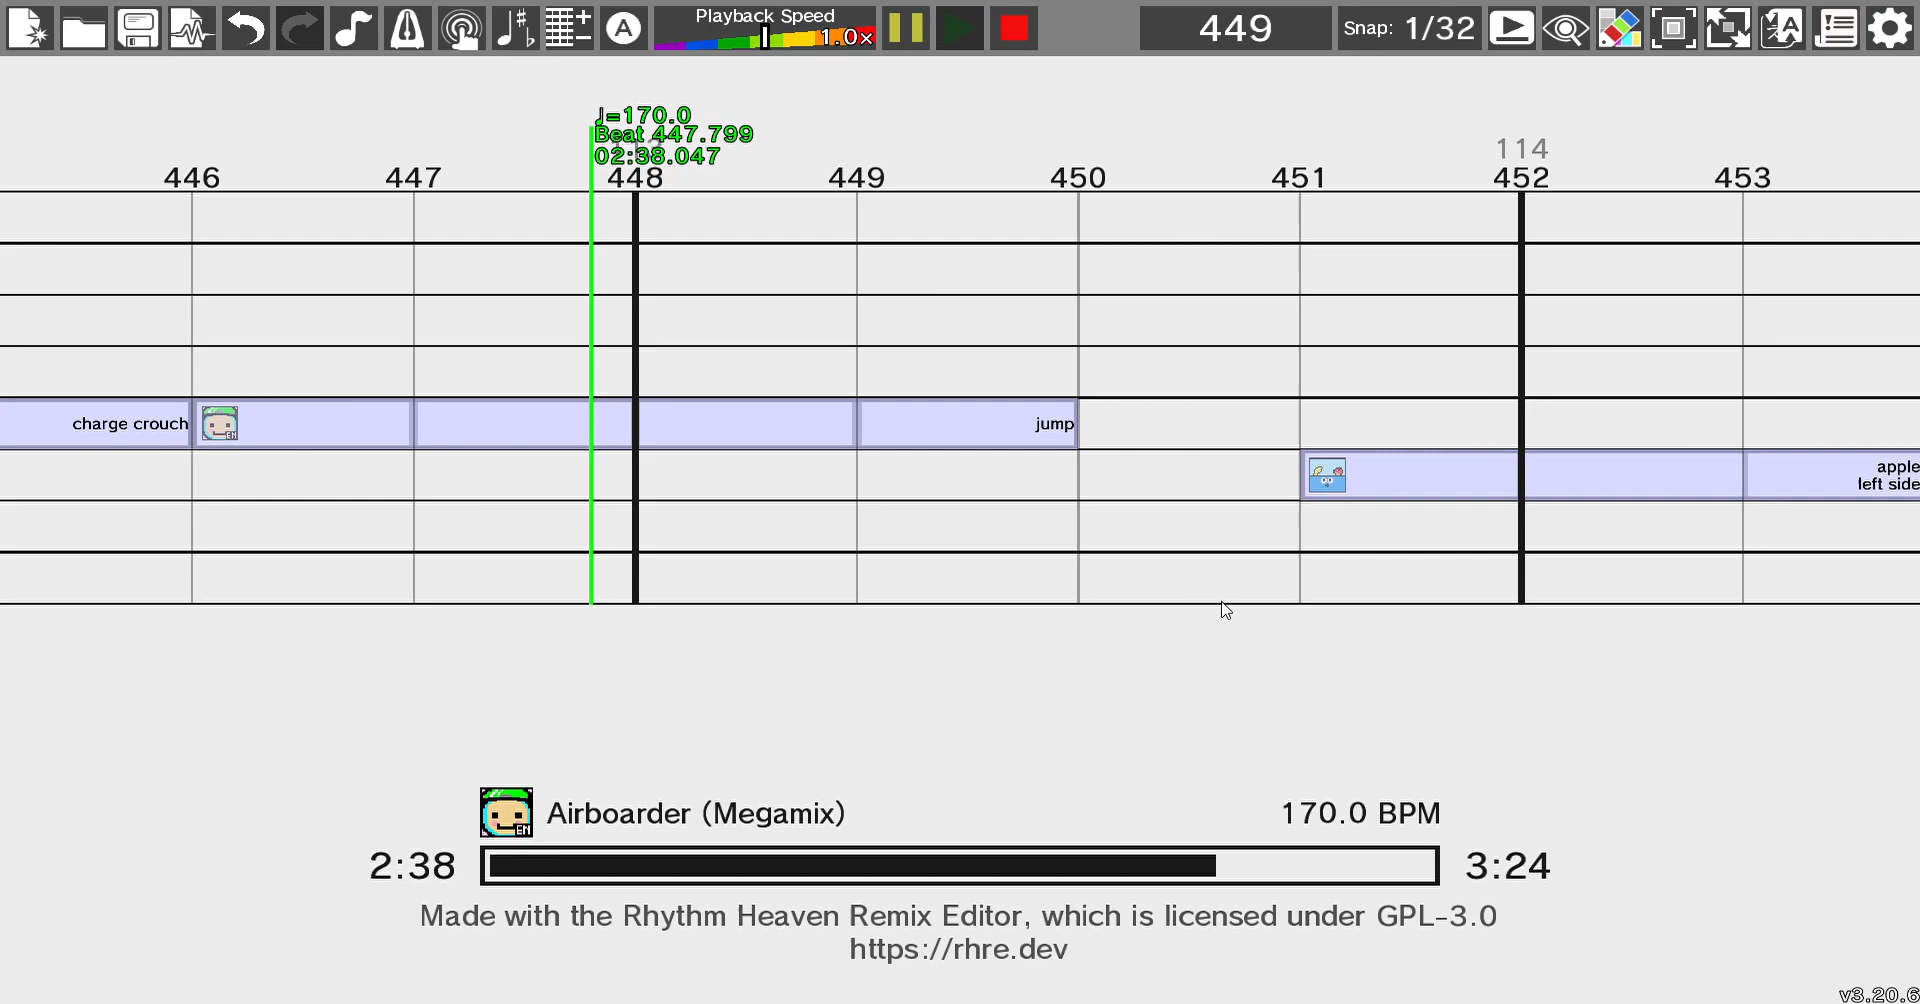 Playback Speed
1.0x
A
449
Snap: 1/32
A
♩=170.0
Beat 447.799
02:38.047
114
446 447 448 449 450 451 452 453
charge crouch
EN
jump
apple
left side
EN
Airboarder (Megamix)
170.0 BPM
2:38
3:24
Made with the Rhythm Heaven Remix Editor, which is licensed under GPL-3.0
https://rhre.dev
v3.20.6